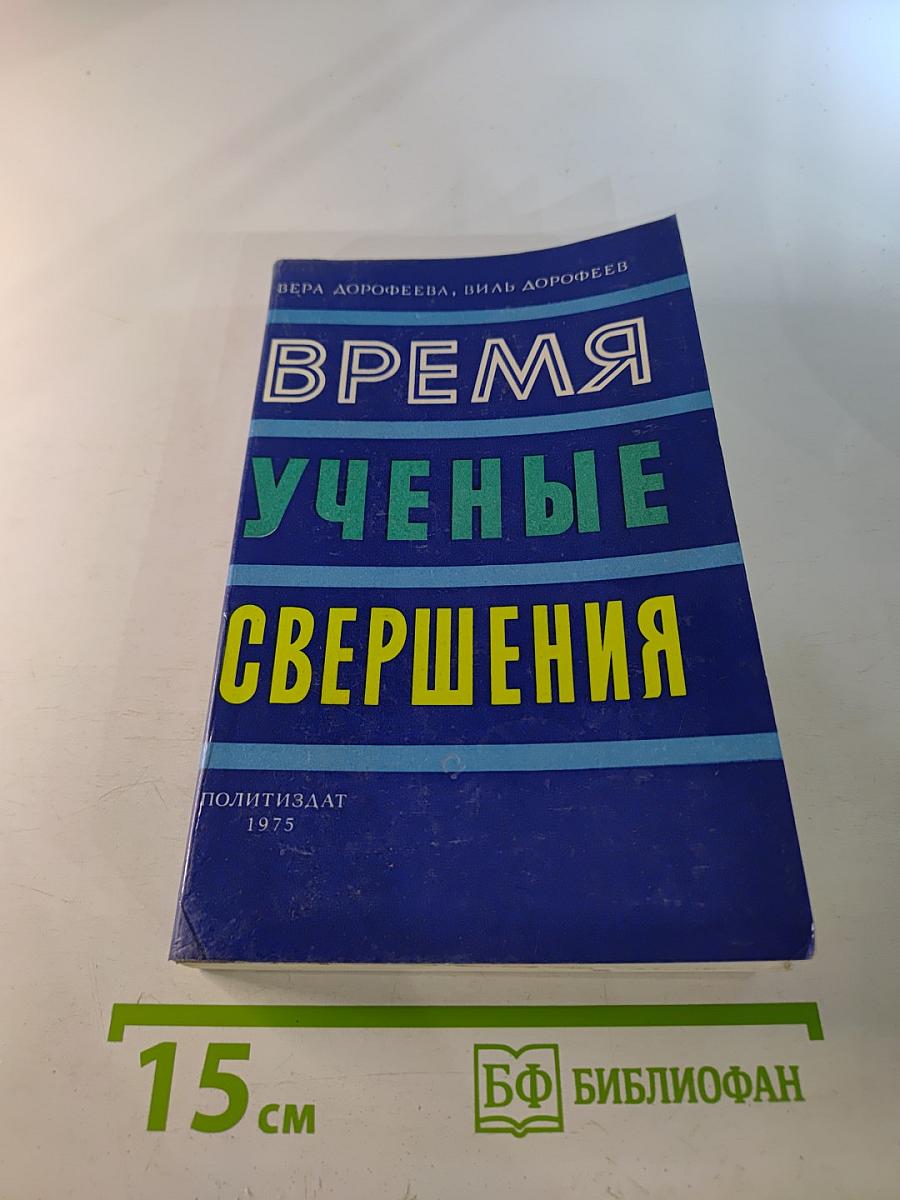 ВЕРА ДОРОФЕЕВА, ВИЛЬ ДОРОФЕЕВ
ВРЕМЯ
УЧЕНЫЕ
СВЕРШЕНИЯ
ПОЛИТИЗДАТ
1975
15 см
БФ БИБЛИОФАН